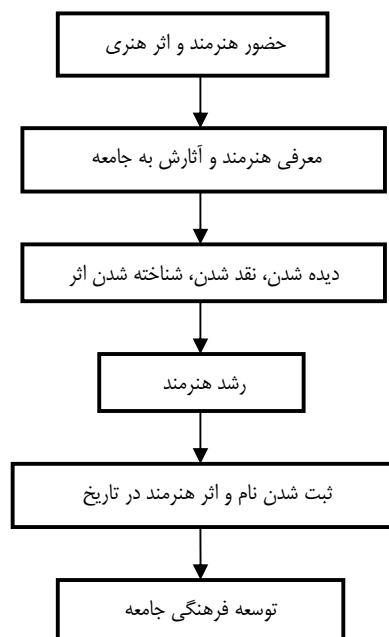 حضور هنرمند و اثر هنری
معرفی هنرمند و آثارش به جامعه
دیده شدن، نقد شدن، شناخته شدن اثر
رشد هنرمند
ثبت شدن نام و اثر هنرمند در تاریخ
توسعه فرهنگی جامعه